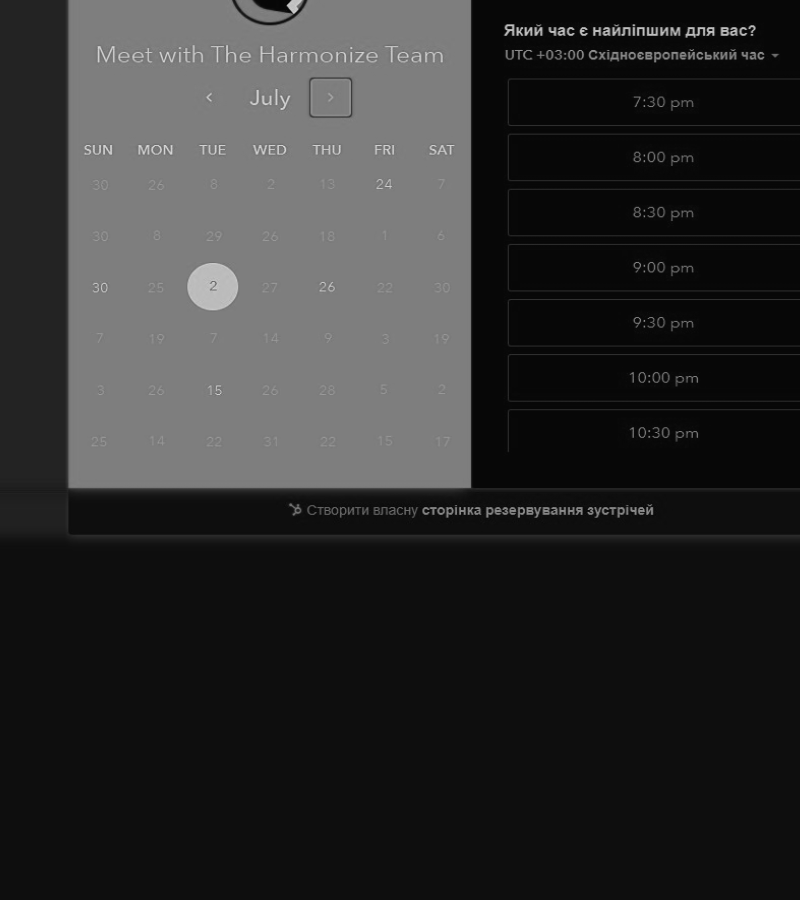 Meet with The Harmonize Team
July
SUN MON TUE WED THU FRI SAT
30 26 8 2 13 24 7
30 8 29 26 18 1 6
30 25 2 27 26 22 30
7 19 7 14 9 3 19
3 26 15 26 28 5 2
25 14 22 31 22 15 17
Який час є найліпшим для вас?
UTC +03:00 Східноєвропейський час
7:30 pm
8:00 pm
8:30 pm
9:00 pm
9:30 pm
10:00 pm
10:30 pm
Створити власну сторінка резервування зустрічей